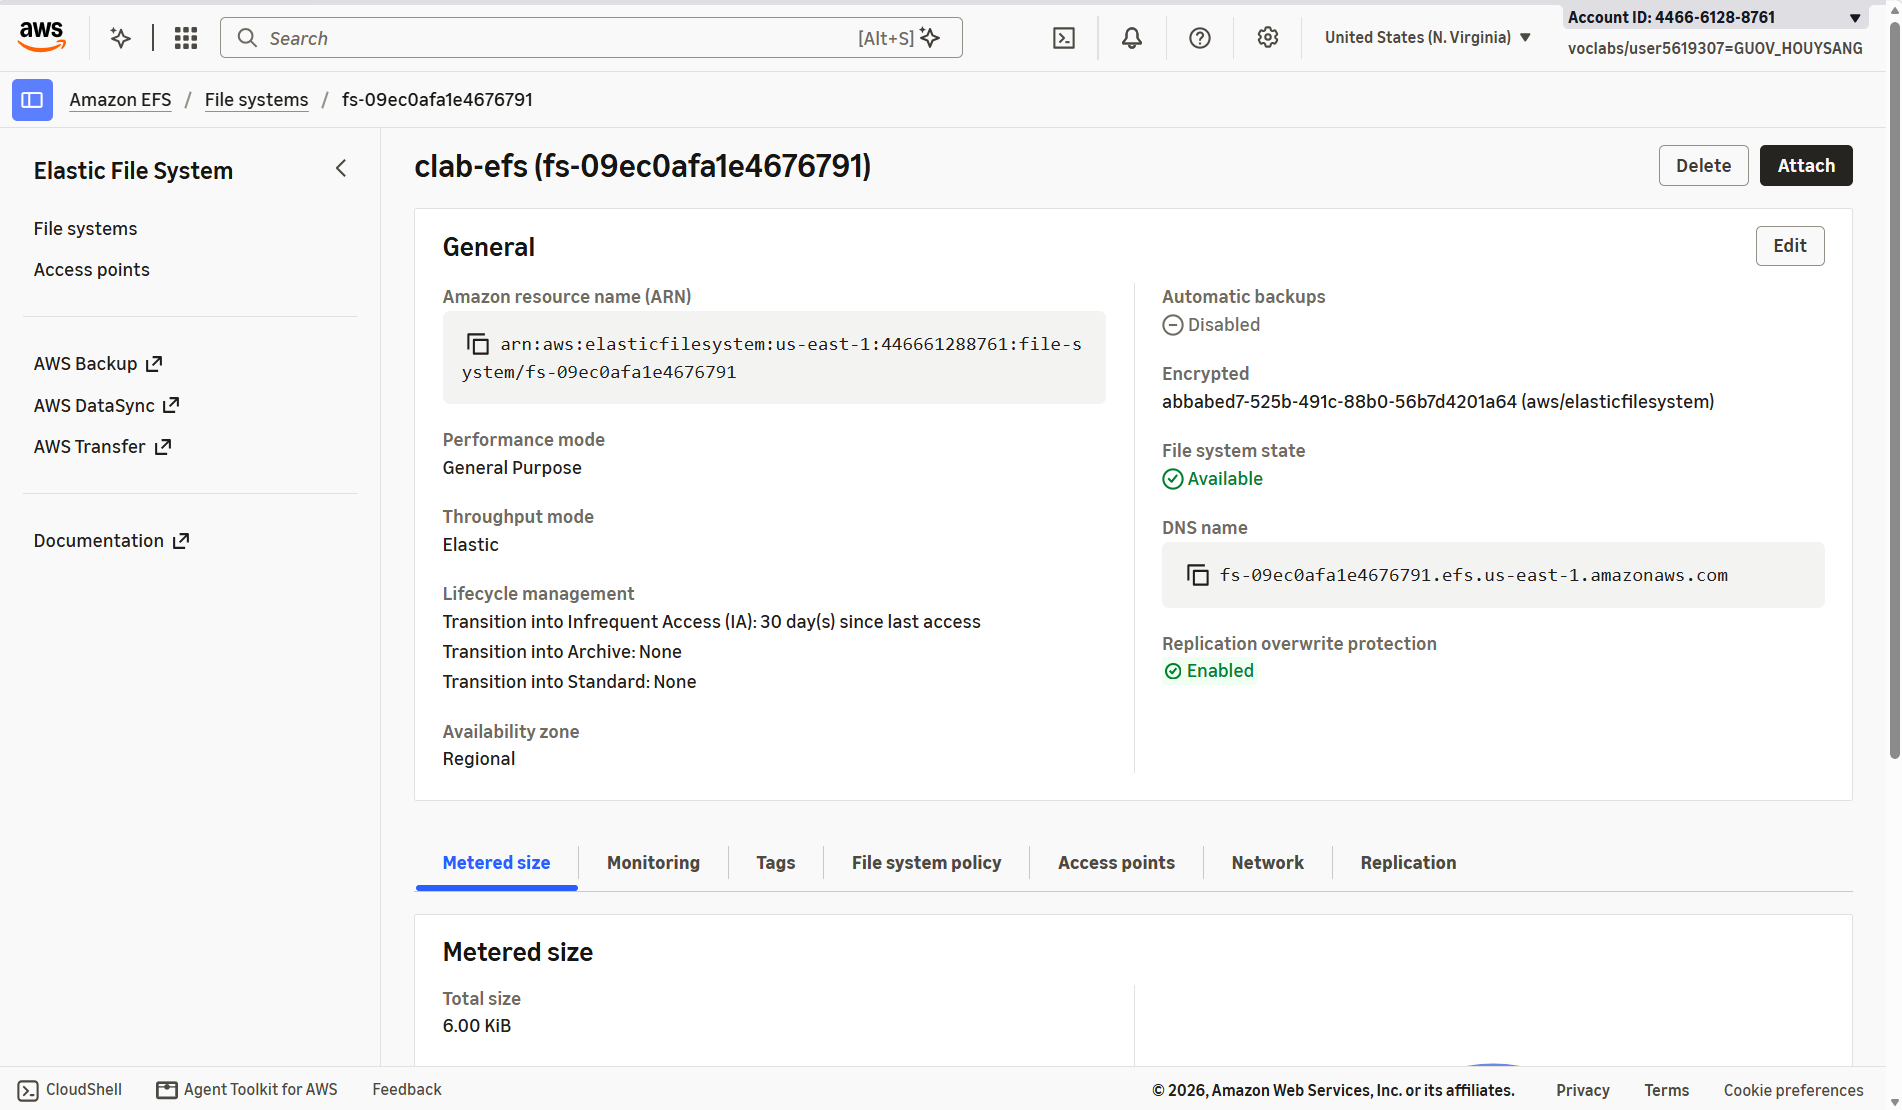 aws
Search
[Alt+S]
United States (N. Virginia)
Account ID: 4466-6128-8761
voclabs/user5619307=GUOV_HOUYSANG
Amazon EFS / File systems / fs-09ec0afa1e4676791
Elastic File System
File systems
Access points
AWS Backup
AWS DataSync
AWS Transfer
Documentation
clab-efs (fs-09ec0afa1e4676791)
Delete
Attach
General
Edit
Amazon resource name (ARN)
arn:aws:elasticfilesystem:us-east-1:446661288761:file-s
ystem/fs-09ec0afa1e4676791
Performance mode
General Purpose
Throughput mode
Elastic
Lifecycle management
Transition into Infrequent Access (IA): 30 day(s) since last access
Transition into Archive: None
Transition into Standard: None
Availability zone
Regional
Automatic backups
Disabled
Encrypted
abbabed7-525b-491c-88b0-56b7d4201a64 (aws/elasticfilesystem)
File system state
Available
DNS name
fs-09ec0afa1e4676791.efs.us-east-1.amazonaws.com
Replication overwrite protection
Enabled
Metered size
Monitoring
Tags
File system policy
Access points
Network
Replication
Metered size
Total size
6.00 KiB
CloudShell
Agent Toolkit for AWS
Feedback
© 2026, Amazon Web Services, Inc. or its affiliates.
Privacy
Terms
Cookie preferences